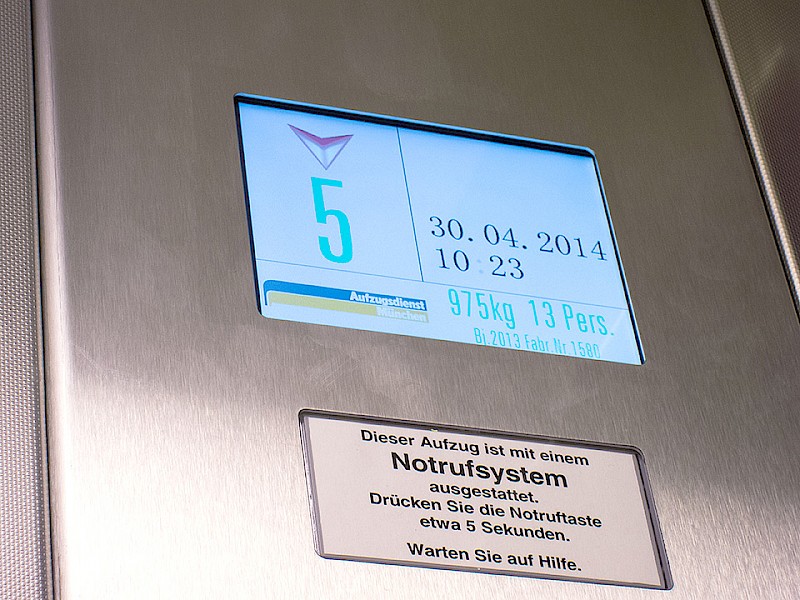 5
30. 04. 2014
10:23
Aufzugsdienst
München
975kg 13 Pers.
Bj.2013 Fabr.Nr.1580
Dieser Aufzug ist mit einem
Notrufsystem
ausgestattet.
Drücken Sie die Notruftaste
etwa 5 Sekunden.
Warten Sie auf Hilfe.